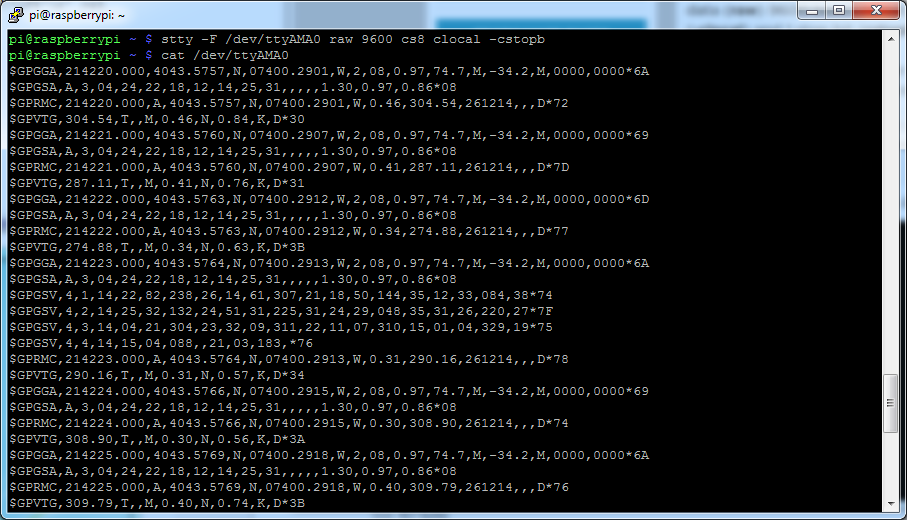 pi@raspberrypi: ~
pi@raspberrypi ~ $ stty -F /dev/ttyAMA0 raw 9600 cs8 clocal -cstopb
pi@raspberrypi ~ $ cat /dev/ttyAMA0
$GPGGA,214220.000,4043.5757,N,07400.2901,W,2,08,0.97,74.7,M,-34.2,M,0000,0000*6A
$GPGSA,A,3,04,24,22,18,12,14,25,31,,,,,1.30,0.97,0.86*08
$GPRMC,214220.000,A,4043.5757,N,07400.2901,W,0.46,304.54,261214,,,D*72
$GPVTG,304.54,T,,M,0.46,N,0.84,K,D*30
$GPGGA,214221.000,4043.5760,N,07400.2907,W,2,08,0.97,74.7,M,-34.2,M,0000,0000*69
$GPGSA,A,3,04,24,22,18,12,14,25,31,,,,,1.30,0.97,0.86*08
$GPRMC,214221.000,A,4043.5760,N,07400.2907,W,0.41,287.11,261214,,,D*7D
$GPVTG,287.11,T,,M,0.41,N,0.76,K,D*31
$GPGGA,214222.000,4043.5763,N,07400.2912,W,2,08,0.97,74.7,M,-34.2,M,0000,0000*6D
$GPGSA,A,3,04,24,22,18,12,14,25,31,,,,,1.30,0.97,0.86*08
$GPRMC,214222.000,A,4043.5763,N,07400.2912,W,0.34,274.88,261214,,,D*77
$GPVTG,274.88,T,,M,0.34,N,0.63,K,D*3B
$GPGGA,214223.000,4043.5764,N,07400.2913,W,2,08,0.97,74.7,M,-34.2,M,0000,0000*6A
$GPGSA,A,3,04,24,22,18,12,14,25,31,,,,,1.30,0.97,0.86*08
$GPGSV,4,1,14,22,82,238,26,14,61,307,21,18,50,144,35,12,33,084,38*74
$GPGSV,4,2,14,25,32,132,24,51,31,225,31,24,29,048,35,31,26,220,27*7F
$GPGSV,4,3,14,04,21,304,23,32,09,311,22,11,07,310,15,01,04,329,19*75
$GPGSV,4,4,14,15,04,088,,21,03,183,*76
$GPRMC,214223.000,A,4043.5764,N,07400.2913,W,0.31,290.16,261214,,,D*78
$GPVTG,290.16,T,,M,0.31,N,0.57,K,D*34
$GPGGA,214224.000,4043.5766,N,07400.2915,W,2,08,0.97,74.7,M,-34.2,M,0000,0000*69
$GPGSA,A,3,04,24,22,18,12,14,25,31,,,,,1.30,0.97,0.86*08
$GPRMC,214224.000,A,4043.5766,N,07400.2915,W,0.30,308.90,261214,,,D*74
$GPVTG,308.90,T,,M,0.30,N,0.56,K,D*3A
$GPGGA,214225.000,4043.5769,N,07400.2918,W,2,08,0.97,74.7,M,-34.2,M,0000,0000*6A
$GPGSA,A,3,04,24,22,18,12,14,25,31,,,,,1.30,0.97,0.86*08
$GPRMC,214225.000,A,4043.5769,N,07400.2918,W,0.40,309.79,261214,,,D*76
$GPVTG,309.79,T,,M,0.40,N,0.74,K,D*3B